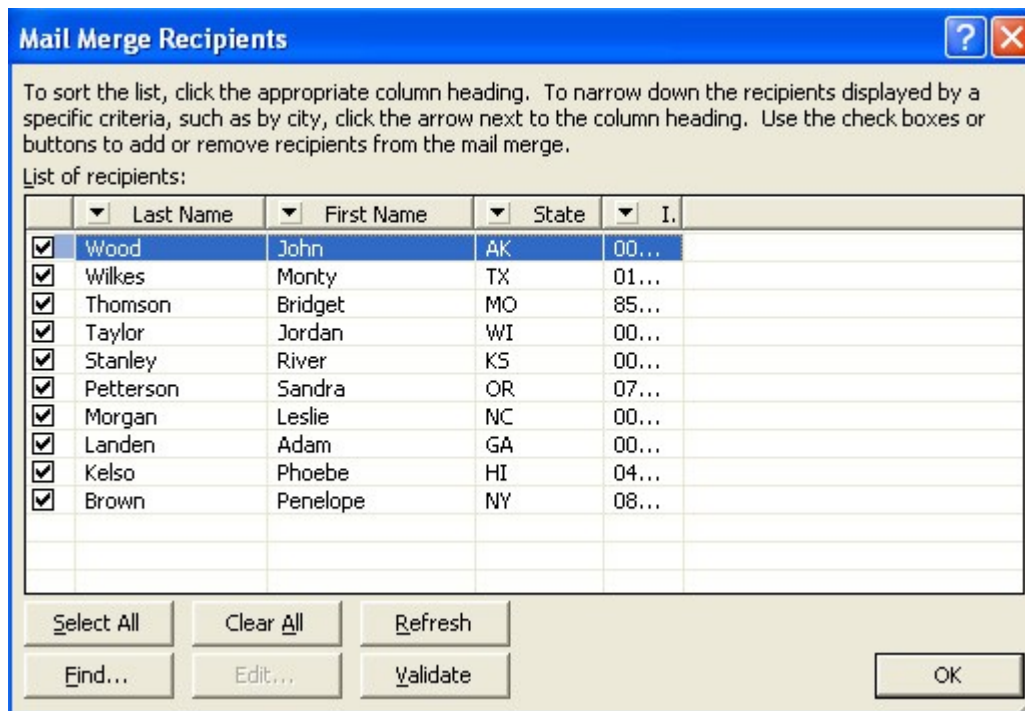 Mail Merge Recipients
To sort the list, click the appropriate column heading. To narrow down the recipients displayed by a
specific criteria, such as by city, click the arrow next to the column heading. Use the check boxes or
buttons to add or remove recipients from the mail merge.
List of recipients:
Last Name First Name State I.
Wood John AK 00...
Wilkes Monty TX 01...
Thomson Bridget MO 85...
Taylor Jordan WI 00...
Stanley River KS 00...
Petterson Sandra OR 07...
Morgan Leslie NC 00...
Landen Adam GA 00...
Kelso Phoebe HI 04...
Brown Penelope NY 08...
Select All Clear All Refresh
Find... Edit... Validate OK